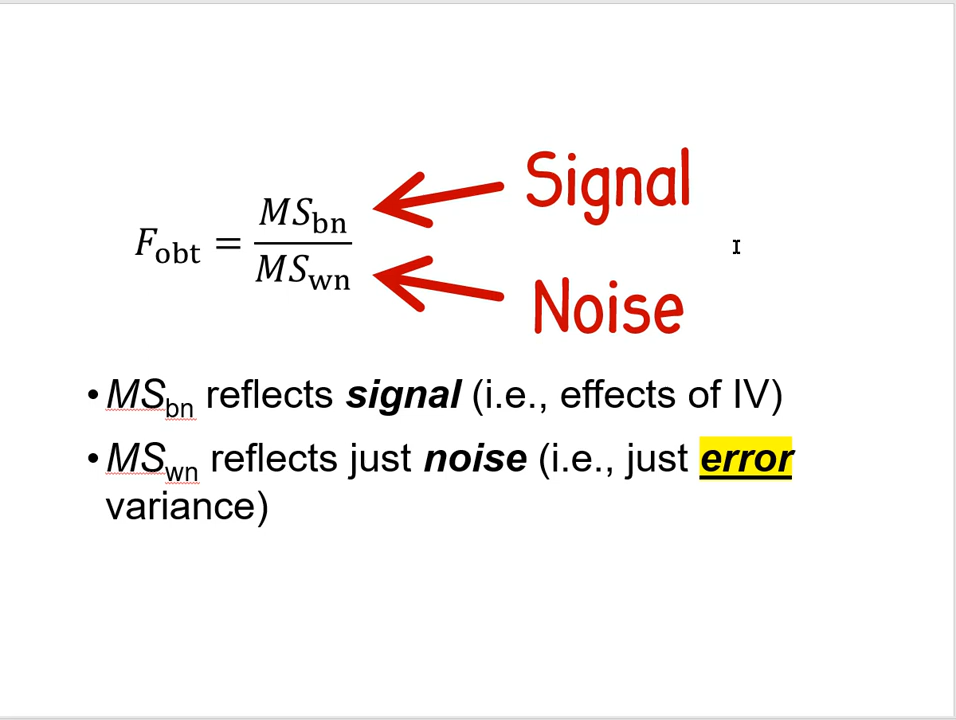 Signal
F_obt = MS_bn / MS_wn
Noise
• MS_bn reflects signal (i.e., effects of IV)
• MS_wn reflects just noise (i.e., just error
variance)